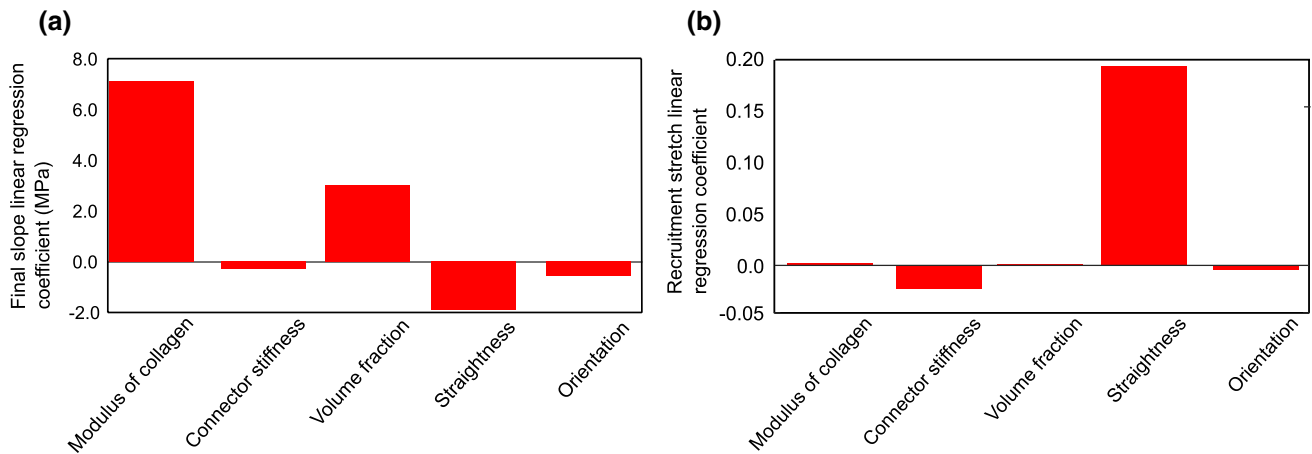 (a)
Final slope linear regression
coefficient (MPa)
8.0
6.0
4.0
2.0
0.0
-2.0
Modulus of collagen
Connector stiffness
Volume fraction
Straightness
Orientation
(b)
Recruitment stretch linear
regression coefficient
0.20
0.15
0.10
0.05
0.0
-0.05
Modulus of collagen
Connector stiffness
Volume fraction
Straightness
Orientation